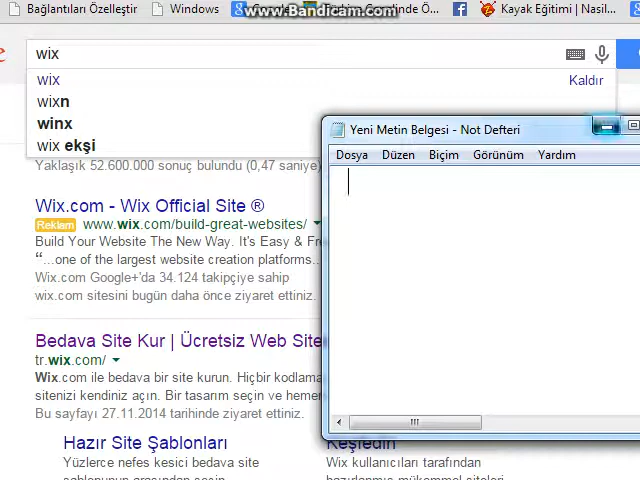 Bağlantıları Özelleştir
Windows
www.Bandicam.com
Kayak Eğitimi | Nasıl...
wix
wix
Kaldır
wixn
winx
wix ekşi
Yaklaşık 52.600.000 sonuç bulundu (0,47 saniye)
Wix.com - Wix Official Site ®
Reklam www.wix.com/build-great-websites/
Build Your Website The New Way. It's Easy & Fr
“...one of the largest website creation platforms..
Wix.com Google+'da 34.124 takipçiye sahip
wix.com sitesini bugün daha önce ziyaret ettiniz.
Bedava Site Kur | Ücretsiz Web Site
tr.wix.com/
Wix.com ile bedava bir site kurun. Hiçbir kodlama
sitenizi kendiniz açın. Bir tasarım seçin ve hemen
Bu sayfayı 27.11.2014 tarihinde ziyaret ettiniz.
Hazır Site Şablonları
Yüzlerce nefes kesici bedava site
şablonunun arasından seçin
Keşfedin
Wix kullanıcıları tarafından
hazırlanmış mükemmel siteleri
Yeni Metin Belgesi - Not Defteri
Dosya Düzen Biçim Görünüm Yardım